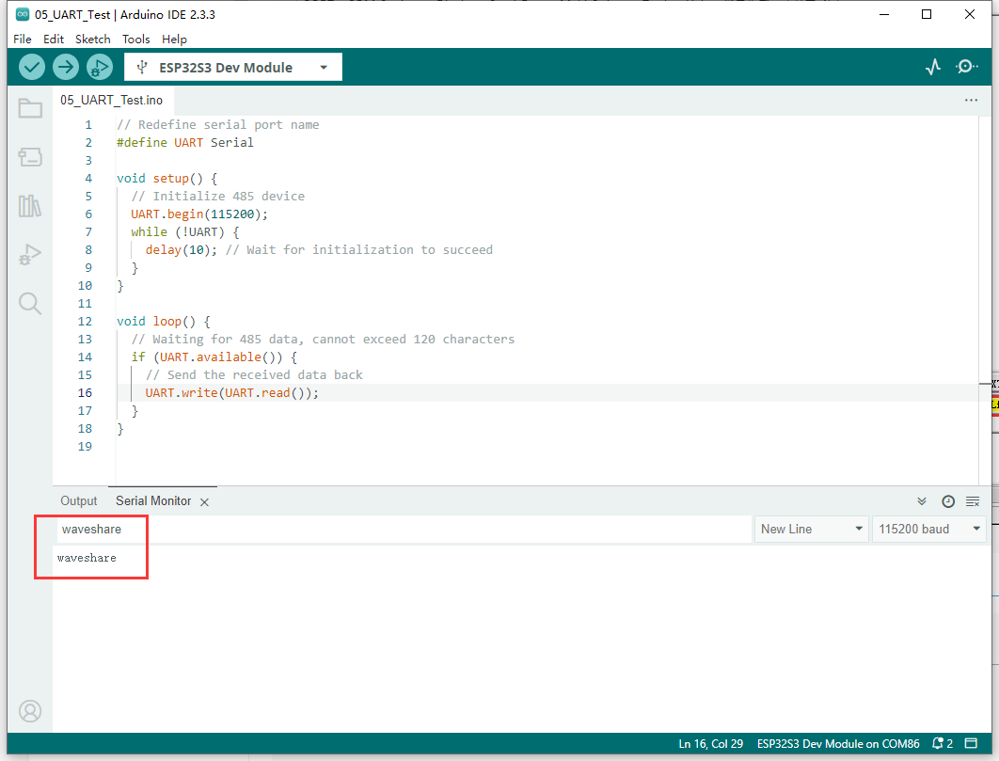 05_UART_Test | Arduino IDE 2.3.3
File Edit Sketch Tools Help
ESP32S3 Dev Module
05_UART_Test.ino
1 // Redefine serial port name
2 #define UART Serial
3
4 void setup() {
5 // Initialize 485 device
6 UART.begin(115200);
7 while (!UART) {
8 delay(10); // Wait for initialization to succeed
9 }
10 }
11
12 void loop() {
13 // Waiting for 485 data, cannot exceed 120 characters
14 if (UART.available()) {
15 // Send the received data back
16 UART.write(UART.read());
17 }
18 }
19
Output Serial Monitor
waveshare New Line 115200 baud
waveshare
Ln 16, Col 29 ESP32S3 Dev Module on COM86 2